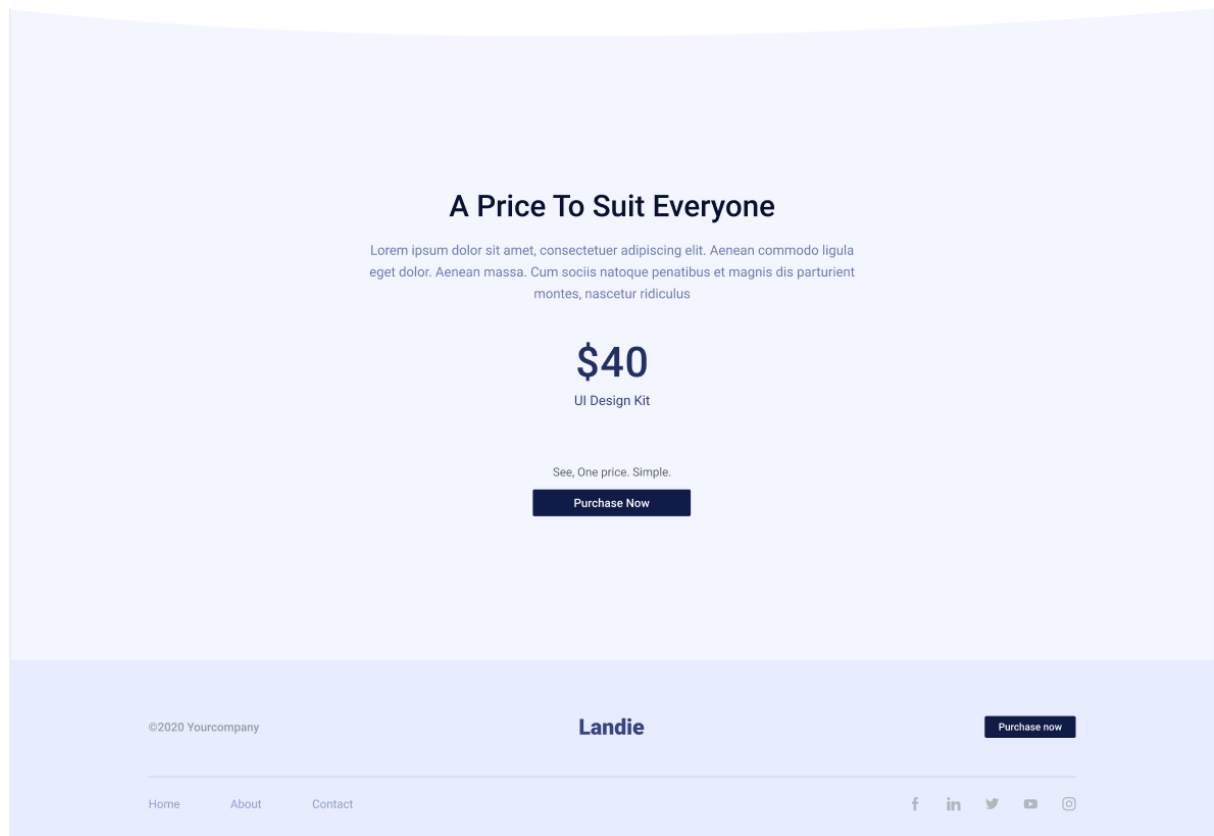 A Price To Suit Everyone
Lorem ipsum dolor sit amet, consectetuer adipiscing elit. Aenean commodo ligula
eget dolor. Aenean massa. Cum sociis natoque penatibus et magnis dis parturient
montes, nascetur ridiculus
$40
UI Design Kit
See, One price. Simple.
Purchase Now
©2020 Yourcompany
Landie
Purchase now
Home
About
Contact